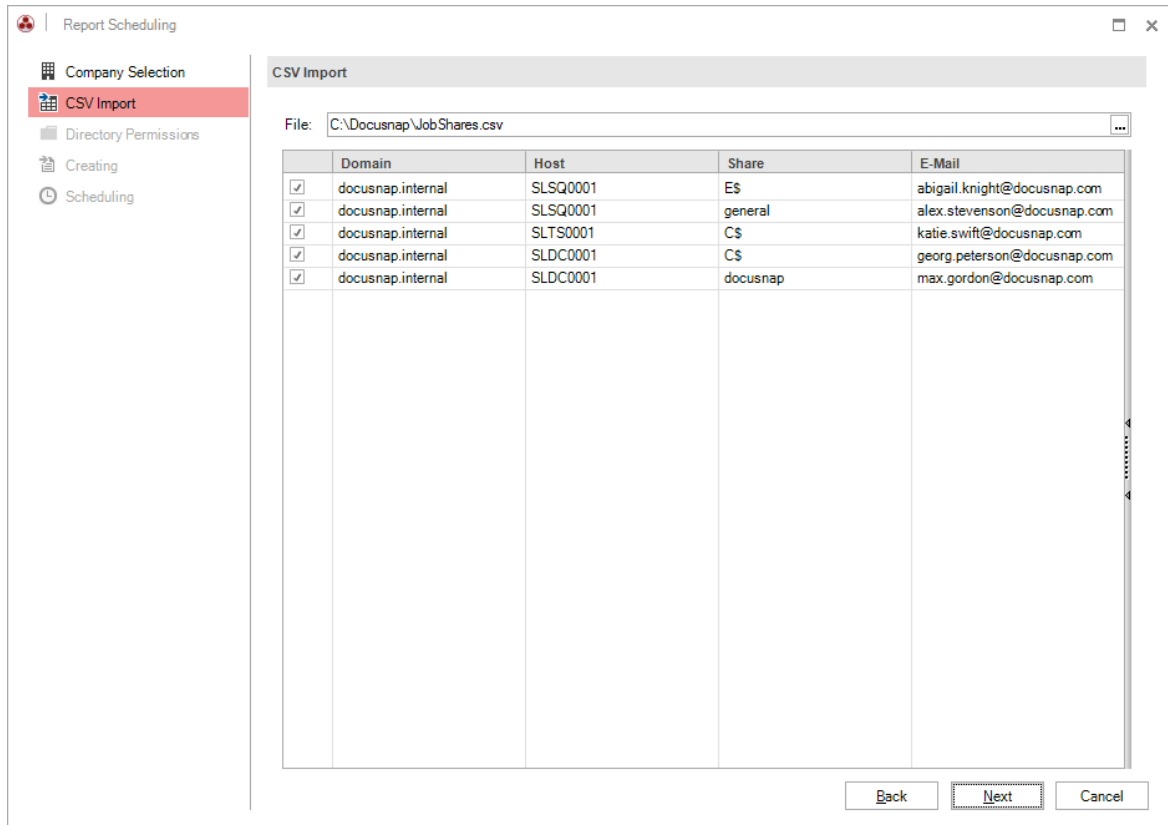 Report Scheduling
Company Selection
CSV Import
Directory Permissions
Creating
Scheduling
CSV Import
File: C:\Docusnap\JobShares.csv ...
Domain Host Share E-Mail
docusnap.internal SLSQ0001 E$ abigail.knight@docusnap.com
docusnap.internal SLSQ0001 general alex.stevenson@docusnap.com
docusnap.internal SLTS0001 C$ katie.swift@docusnap.com
docusnap.internal SLDC0001 C$ georg.peterson@docusnap.com
docusnap.internal SLDC0001 docusnap max.gordon@docusnap.com
Back Next Cancel